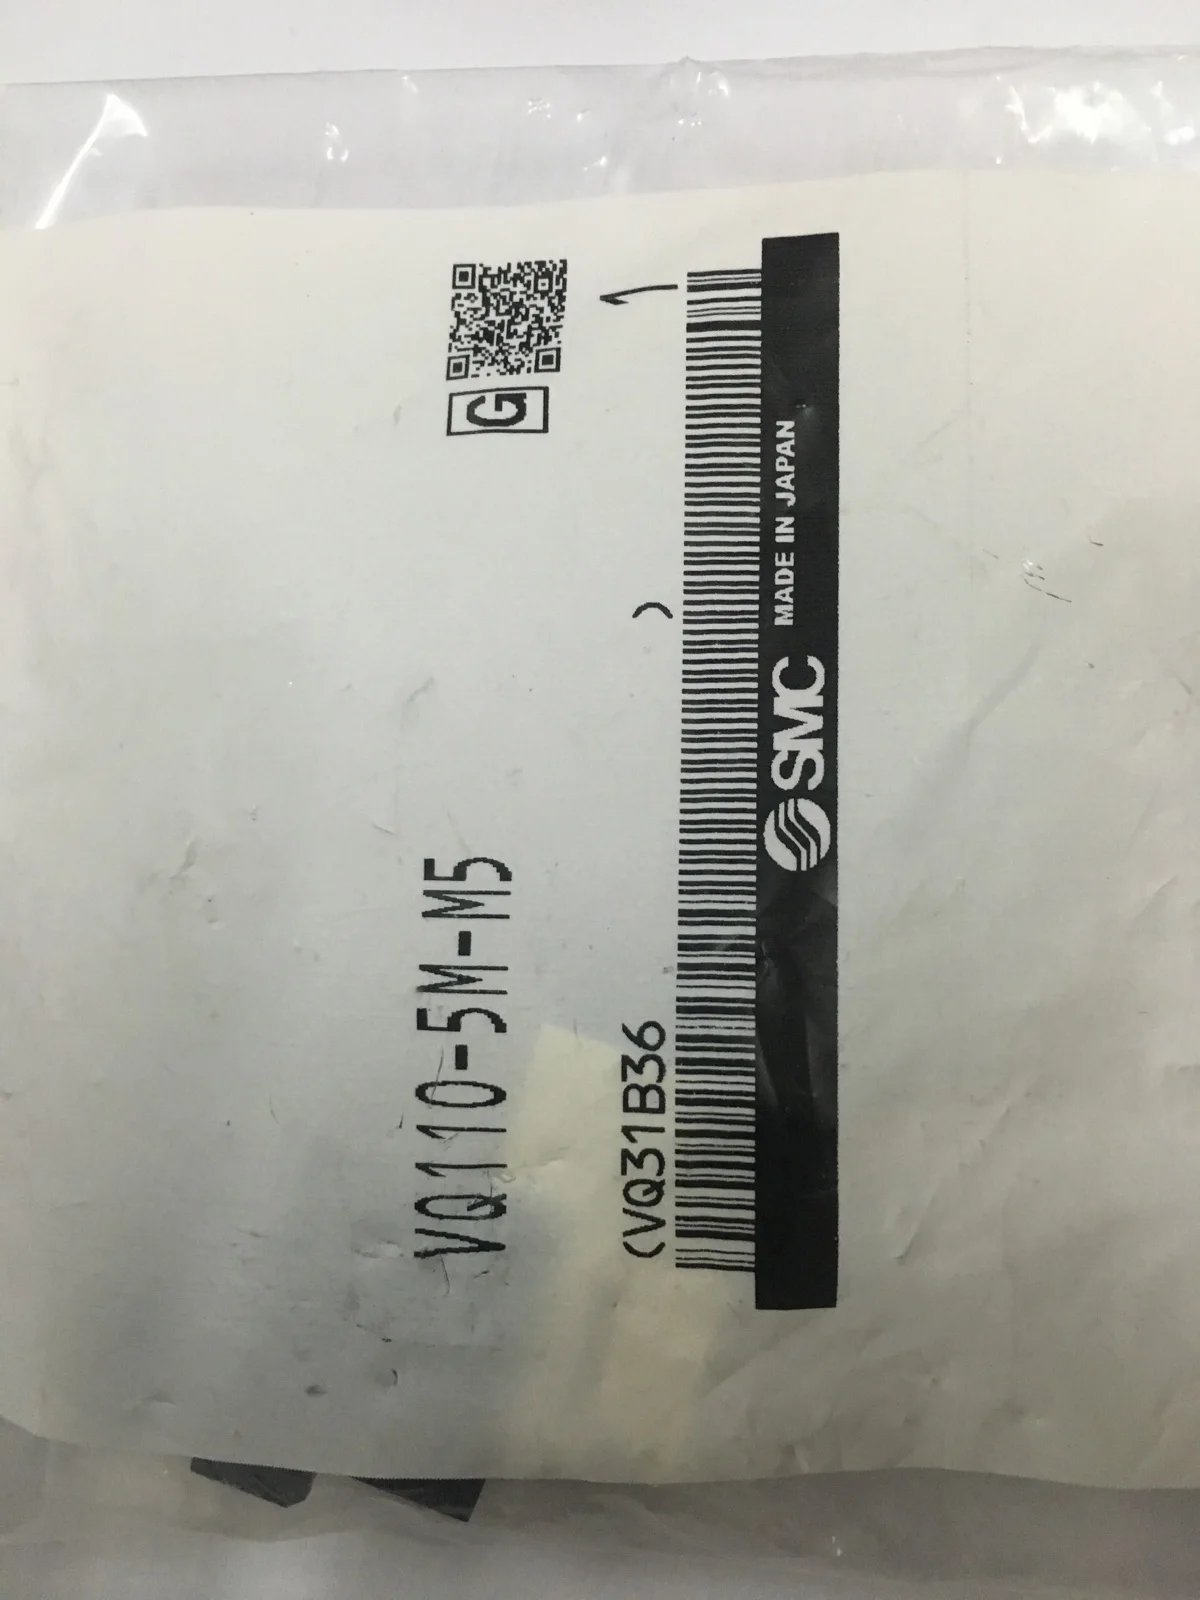 G
VQ110-5M-M5
1
(VQ31B36 )
SMC MADE IN JAPAN